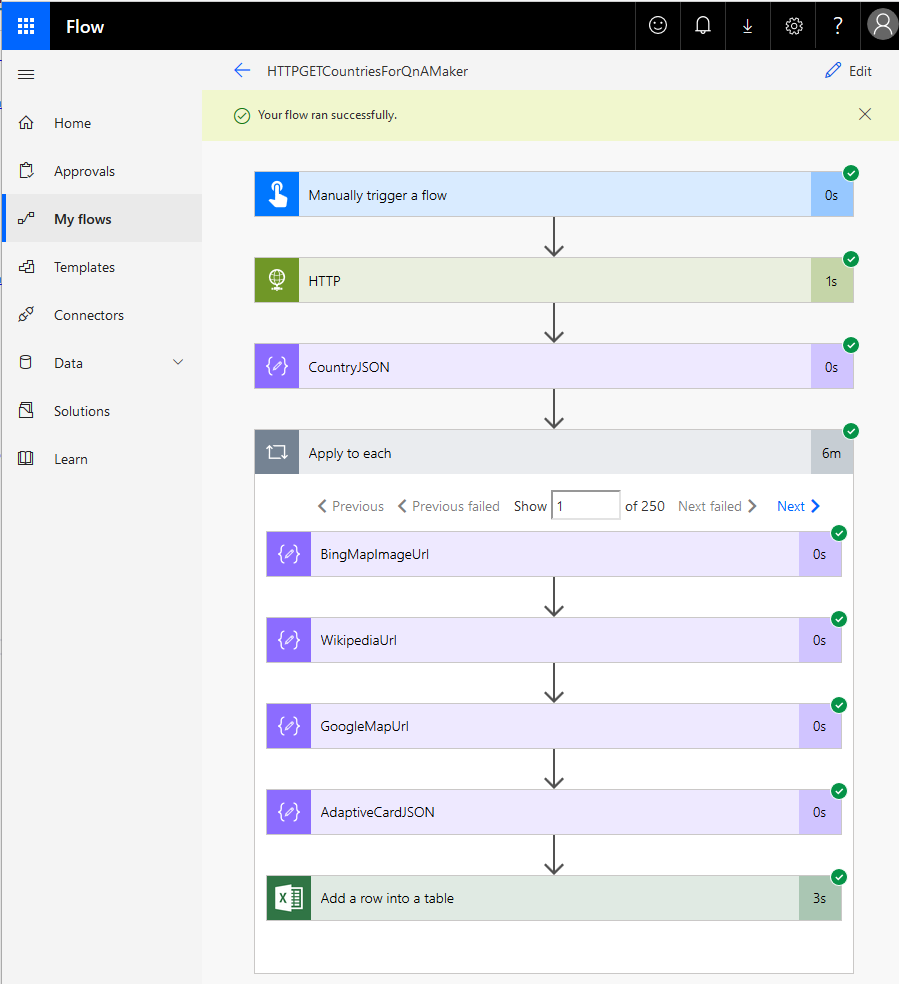 Flow
?
HTTPGETCountriesForQnAMaker
Edit
Your flow ran successfully.
Home
Approvals
My flows
Templates
Connectors
Data
Solutions
Learn
Manually trigger a flow 0s
HTTP 1s
CountryJSON 0s
Apply to each 6m
Previous Previous failed Show 1 of 250 Next failed Next
BingMapImageUrl 0s
WikipediaUrl 0s
GoogleMapUrl 0s
AdaptiveCardJSON 0s
Add a row into a table 3s